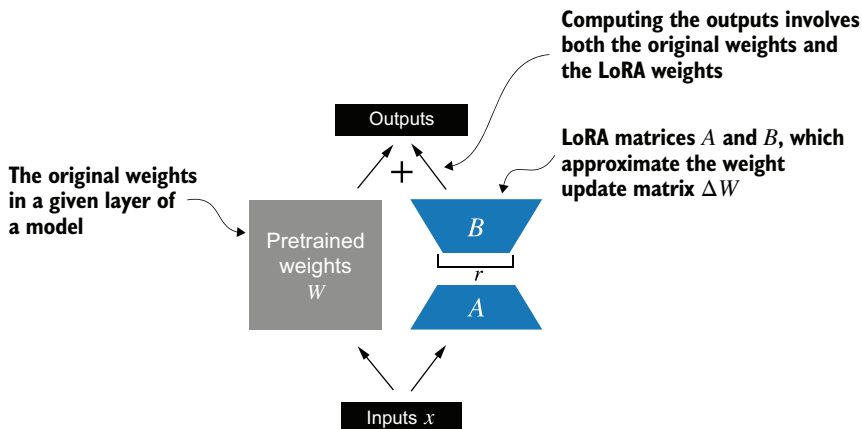 Computing the outputs involves
both the original weights and
the LoRA weights
Outputs
LoRA matrices A and B, which
approximate the weight
update matrix ΔW
+
The original weights
in a given layer of
a model
Pretrained
weights
W
B
r
A
Inputs x